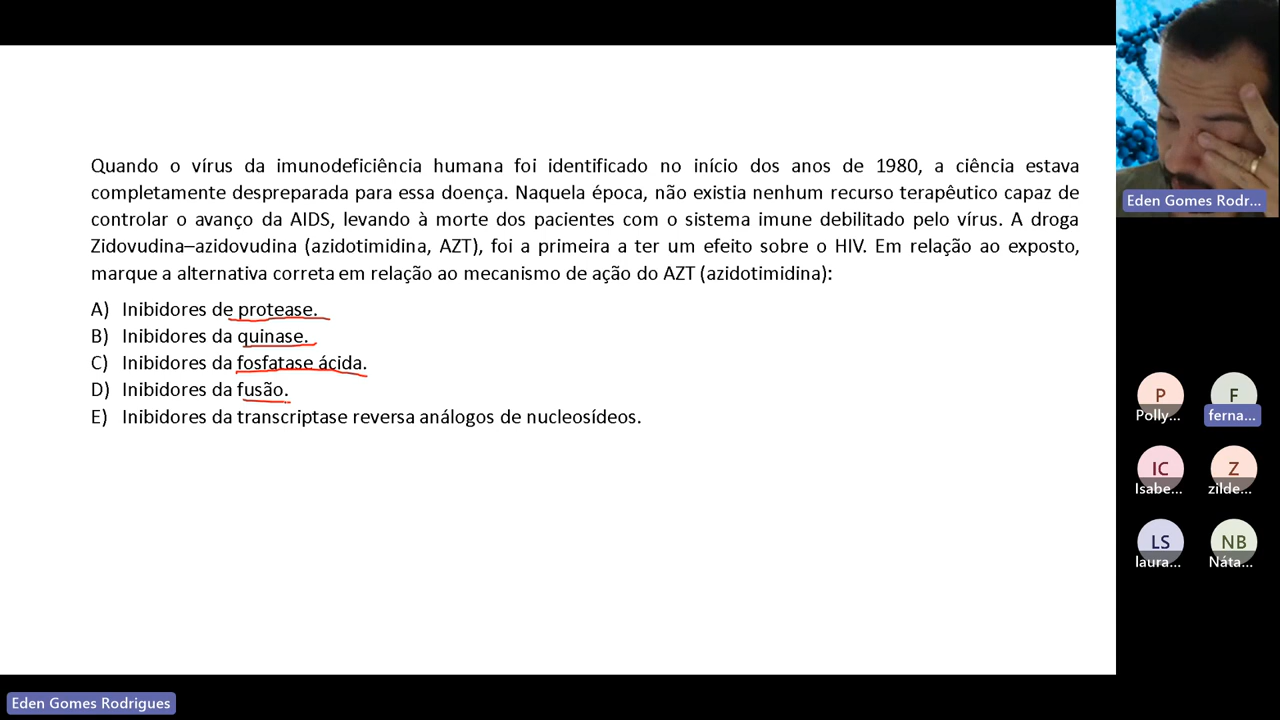 Quando o vírus da imunodeficiência humana foi identificado no início dos anos de 1980, a ciência estava
completamente despreparada para essa doença. Naquela época, não existia nenhum recurso terapêutico capaz de
controlar o avanço da AIDS, levando à morte dos pacientes com o sistema imune debilitado pelo vírus. A droga
Zidovudina–azidovudina (azidotimidina, AZT), foi a primeira a ter um efeito sobre o HIV. Em relação ao exposto,
marque a alternativa correta em relação ao mecanismo de ação do AZT (azidotimidina):
A) Inibidores de protease.
B) Inibidores da quinase.
C) Inibidores da fosfatase ácida.
D) Inibidores da fusão.
E) Inibidores da transcriptase reversa análogos de nucleosídeos.
Eden Gomes Rodr...
P F
Polly... ferna...
IC Z
Isabe... zilde...
LS NB
laura... Náta...
Eden Gomes Rodrigues